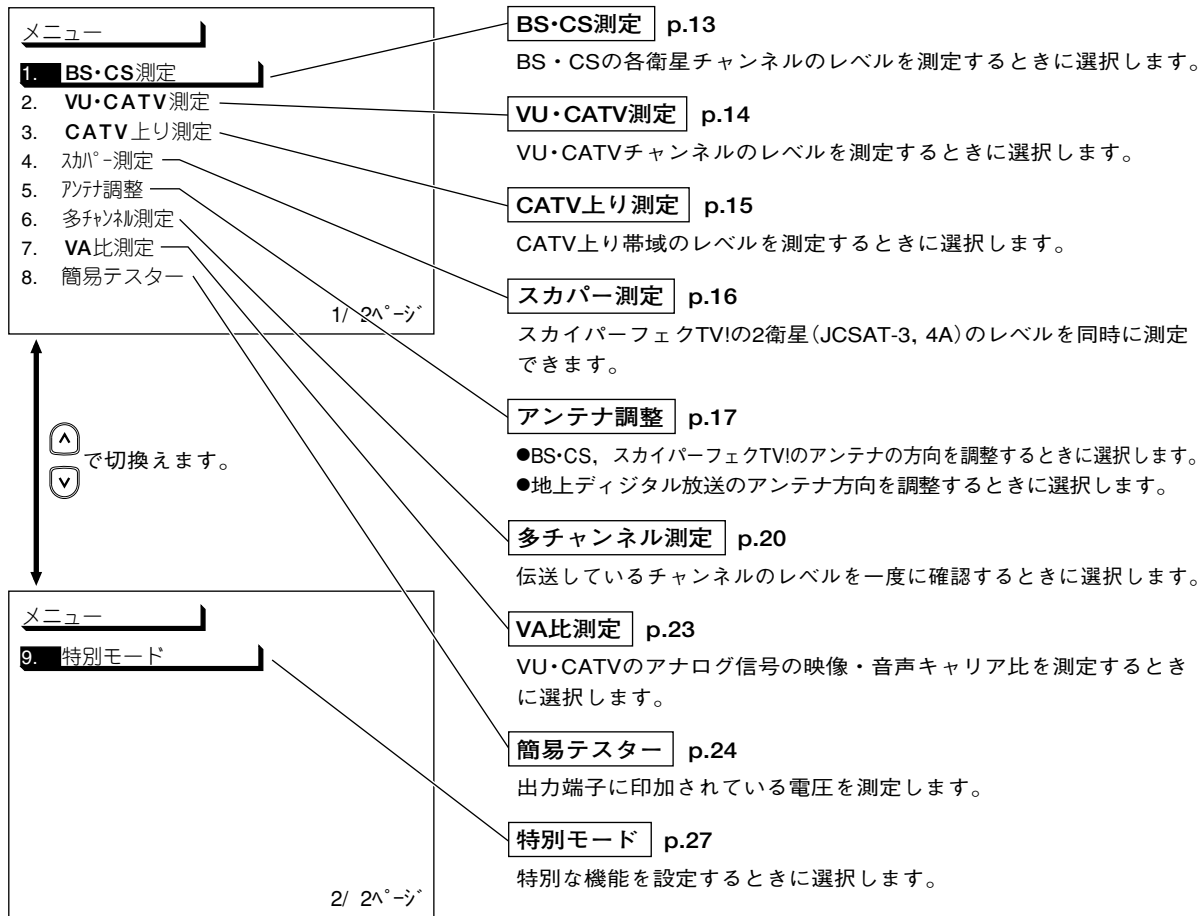 メニュー
1. BS･CS測定
2. VU･CATV測定
3. CATV上り測定
4. ｽｶﾊﾟｰ測定
5. ｱﾝﾃﾅ調整
6. 多ﾁｬﾝﾈﾙ測定
7. VA比測定
8. 簡易テスター
1/ 2ﾍﾟｰｼﾞ
で切換えます。
メニュー
9. 特別モード
2/ 2ﾍﾟｰｼﾞ
BS･CS測定 p.13
BS・CSの各衛星チャンネルのレベルを測定するときに選択します。
VU･CATV測定 p.14
VU･CATVチャンネルのレベルを測定するときに選択します。
CATV上り測定 p.15
CATV上り帯域のレベルを測定するときに選択します。
スカパー測定 p.16
スカイパーフェクTV!の2衛星(JCSAT-3, 4A)のレベルを同時に測定
できます。
アンテナ調整 p.17
●BS･CS，スカイパーフェクTV!のアンテナの方向を調整するときに選択します。
●地上ディジタル放送のアンテナ方向を調整するときに選択します。
多チャンネル測定 p.20
伝送しているチャンネルのレベルを一度に確認するときに選択します。
VA比測定 p.23
VU･CATVのアナログ信号の映像・音声キャリア比を測定するとき
に選択します。
簡易テスター p.24
出力端子に印加されている電圧を測定します。
特別モード p.27
特別な機能を設定するときに選択します。